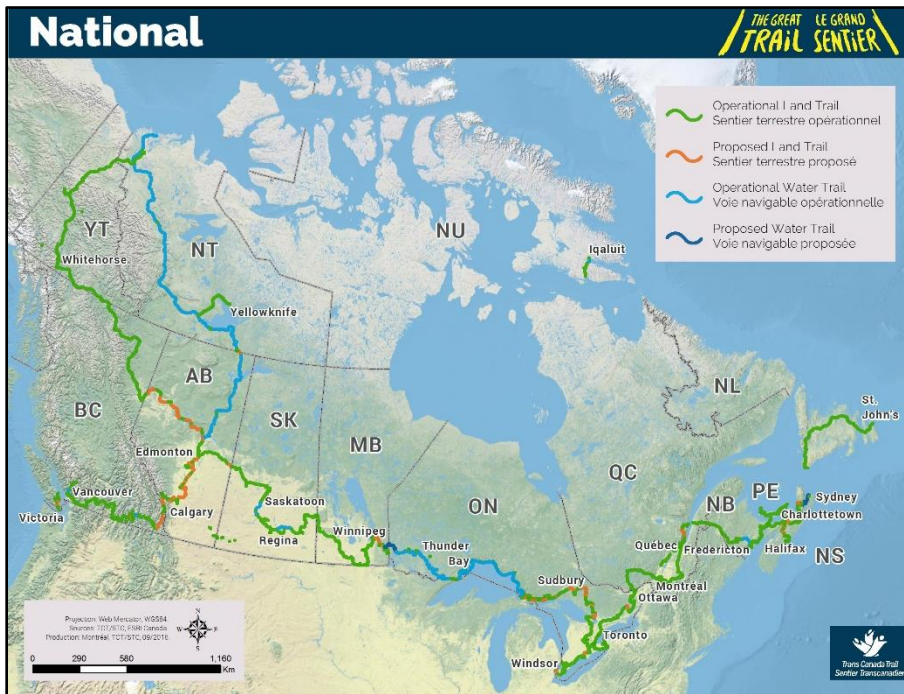 National
THE GREAT LE GRAND
TRAIL SENTIER
Operational Land Trail
Sentier terrestre opérationnel
Proposed Land Trail
Sentier terrestre proposé
Operational Water Trail
Voie navigable opérationnelle
Proposed Water Trail
Voie navigable proposée
NU
Iqaluit
YT
Whitehorse
NT
Yellowknife
AB
BC
SK
MB
NL
St.
John's
Edmonton
ON
QC
NB
PE
Sydney
Vancouver
Calgary
Saskatoon
Charlottetown
Victoria
Regina
Winnipeg
Thunder
Bay
Québec
Fredericton
Halifax
NS
Sudbury
Montréal
Ottawa
Toronto
Windsor
Projection: Web Mercator, WGS84
Sources: TCT/STC, ESRI Canada
Production: Montréal, TCT/STC, 09/2016
N
W E
S
0 290 580 1,160
Km
Trans Canada Trail
Sentier Transcanadien